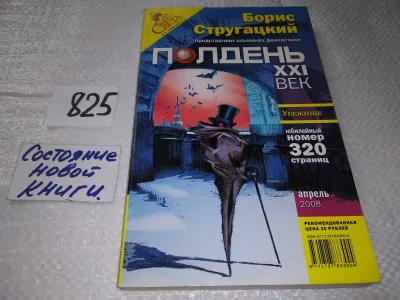 825
Состояние
Новой
Книги.
Борис
Стругацкий
представляет альманах фантастики
ПОЛДЕНЬ
XXI
ВЕК
юбилейный
номер
320
страниц
апрель
2008
РЕКОМЕНДОВАННАЯ
ЦЕНА 30 РУБЛЕЙ